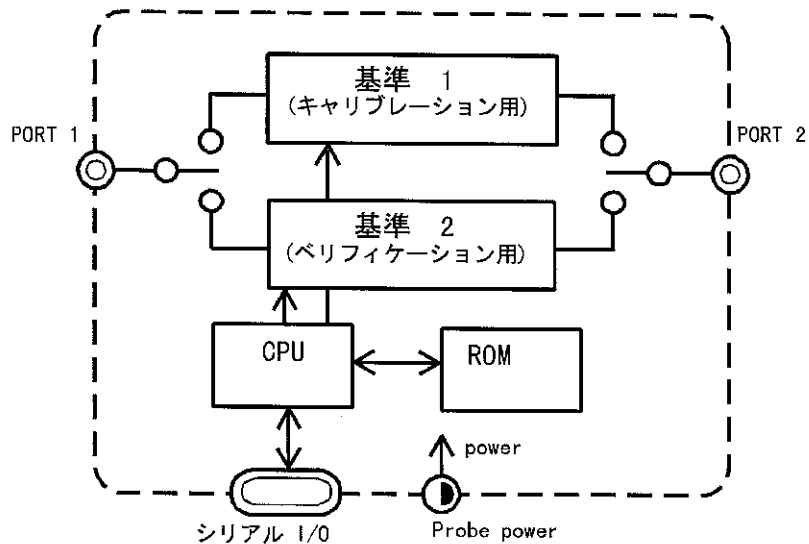 基準 1
(キャリブレーション用)
PORT 1
PORT 2
基準 2
(ベリフィケーション用)
CPU
ROM
power
シリアル I/O
Probe power